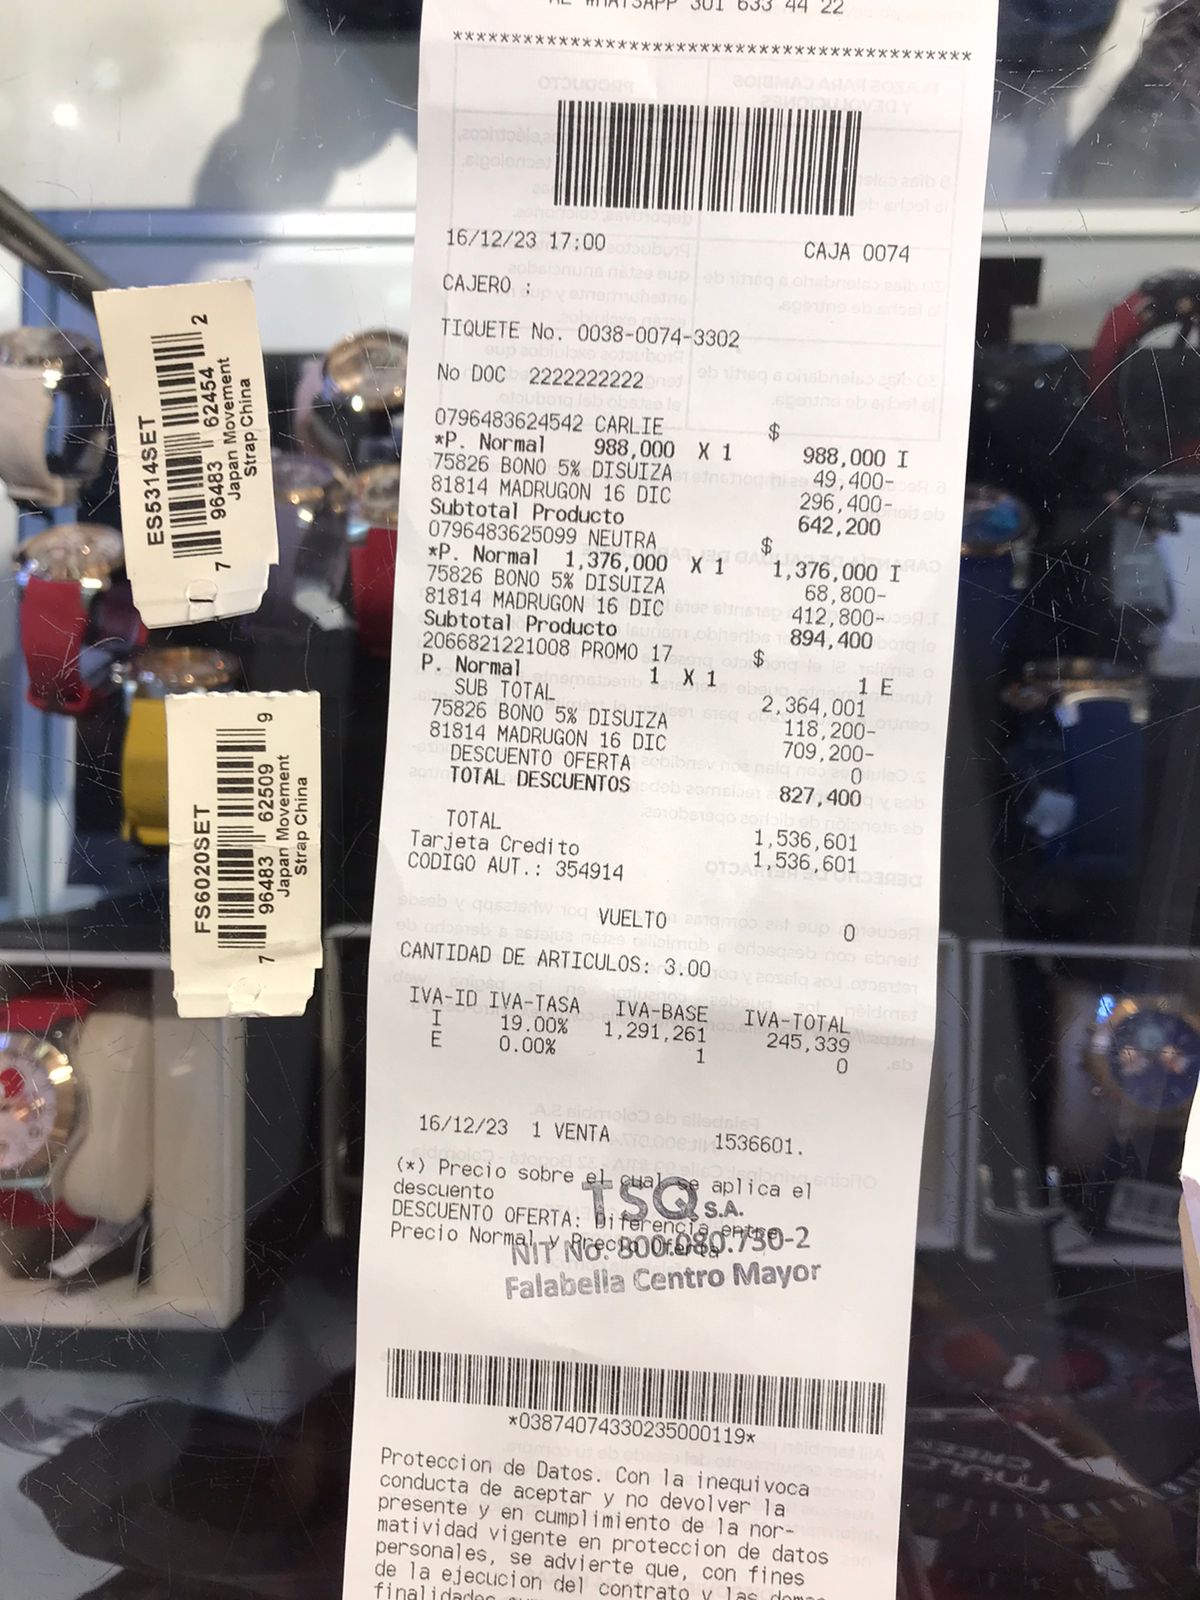 AL WHATSAPP 301 633 44 22
*******************************************
16/12/23 17:00 CAJA 0074
CAJERO :
TIQUETE No. 0038-0074-3302
No DOC 2222222222
0796483624542 CARLIE $
*P. Normal 988,000 X 1 988,000 I
75826 BONO 5% DISUIZA 49,400-
81814 MADRUGON 16 DIC 296,400-
Subtotal Producto 642,200
0796483625099 NEUTRA $
*P. Normal 1,376,000 X 1 1,376,000 I
75826 BONO 5% DISUIZA 68,800-
81814 MADRUGON 16 DIC 412,800-
Subtotal Producto 894,400
2066821221008 PROMO 17 $
P. Normal 1 X 1 1 E
SUB TOTAL 2,364,001
75826 BONO 5% DISUIZA 118,200-
81814 MADRUGON 16 DIC 709,200-
DESCUENTO OFERTA 0
TOTAL DESCUENTOS 827,400
TOTAL 1,536,601
Tarjeta Credito 1,536,601
CODIGO AUT.: 354914
VUELTO 0
CANTIDAD DE ARTICULOS: 3.00
IVA-ID IVA-TASA IVA-BASE IVA-TOTAL
I 19.00% 1,291,261 245,339
E 0.00% 1 0
16/12/23 1 VENTA 1536601.
(*) Precio sobre el cual se aplica el
descuento
DESCUENTO OFERTA: Diferencia entre
Precio Normal y Precio Oferta
TSQ S.A.
NIT No. 800.080.730-2
Falabella Centro Mayor
*03874074330235000119*
Proteccion de Datos. Con la inequivoca
conducta de aceptar y no devolver la
presente y en cumplimiento de la nor-
matividad vigente en proteccion de datos
personales, se advierte que, con fines
de la ejecucion del contrato y las demas
finalidades
ES5314SET
7 96483 62454 2
Japan Movement
Strap China
FS6020SET
7 96483 62509 9
Japan Movement
Strap China